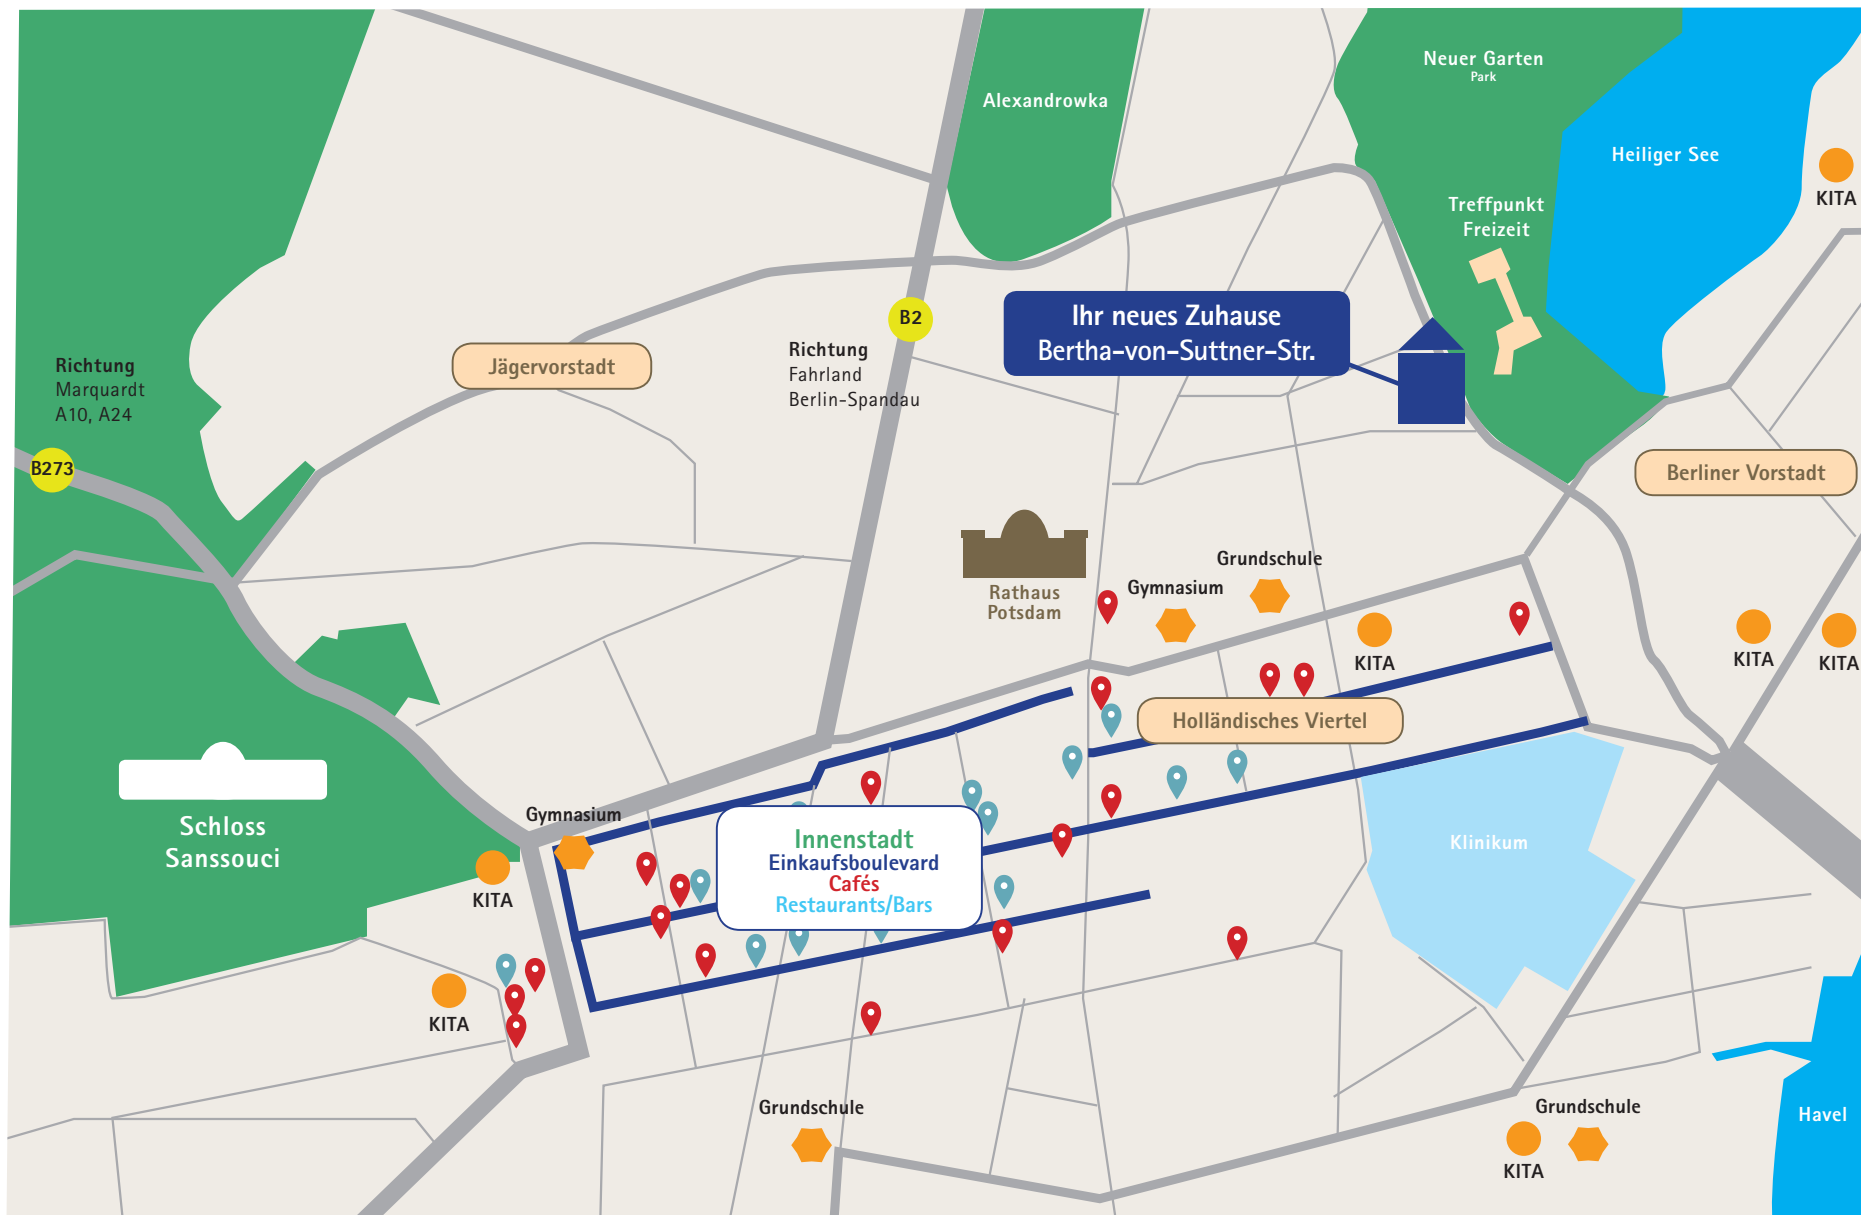 Neuer Garten
Park
Alexandrowka
Heiliger See
KITA
Treffpunkt
Freizeit
Ihr neues Zuhause
Bertha-von-Suttner-Str.
B2
Richtung
Fahrland
Berlin-Spandau
Jägervorstadt
Richtung
Marquardt
A10, A24
B273
Berliner Vorstadt
Rathaus
Potsdam
Grundschule
Gymnasium
KITA
KITA
KITA
Holländisches Viertel
Schloss
Sanssouci
Gymnasium
KITA
Innenstadt
Einkaufsboulevard
Cafés
Restaurants/Bars
Klinikum
KITA
Grundschule
Grundschule
KITA
Havel